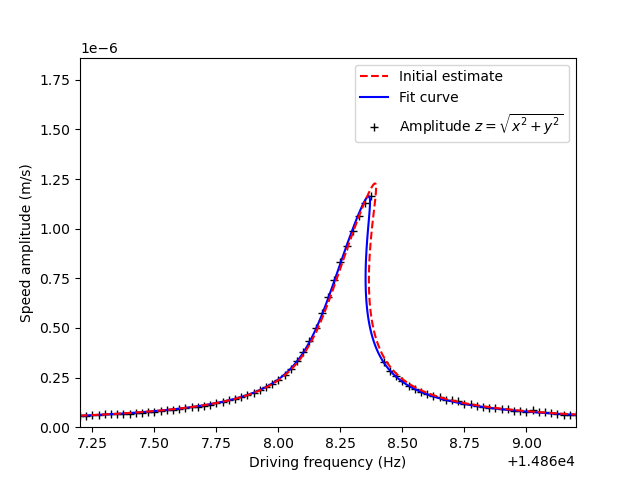 1e−6
1.75
1.50
1.25
1.00
0.75
0.50
0.25
0.00
Speed amplitude (m/s)
Initial estimate
Fit curve
Amplitude z = √x² + y²
7.25 7.50 7.75 8.00 8.25 8.50 8.75 9.00
Driving frequency (Hz)
+1.486e4